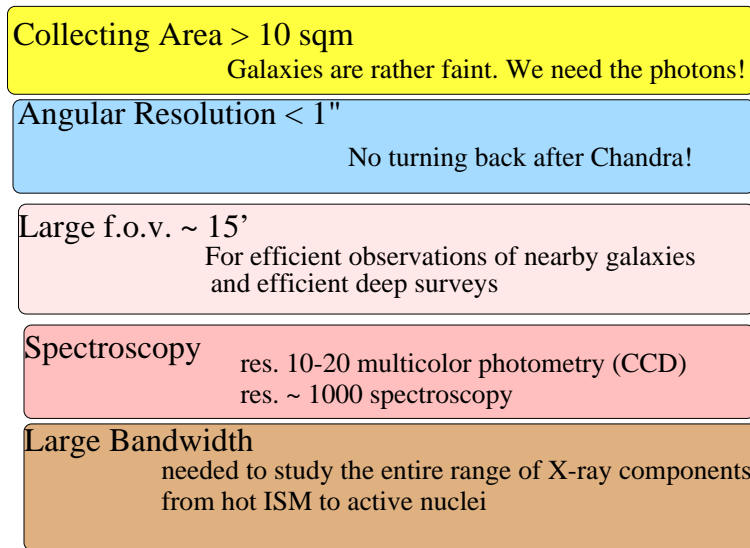 Collecting Area > 10 sqm
Galaxies are rather faint. We need the photons!
Angular Resolution < 1"
No turning back after Chandra!
Large f.o.v. ~ 15’
For efficient observations of nearby galaxies
and efficient deep surveys
Spectroscopy
res. 10-20 multicolor photometry (CCD)
res. ~ 1000 spectroscopy
Large Bandwidth
needed to study the entire range of X-ray components
from hot ISM to active nuclei